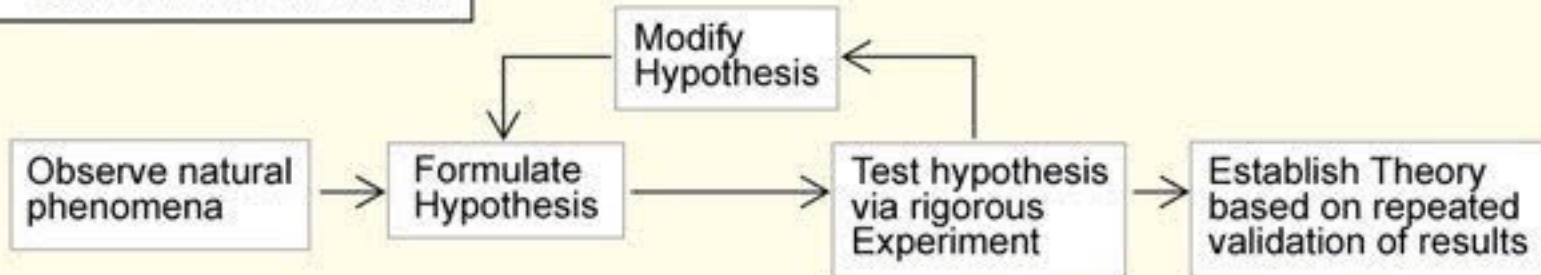 Modify
Hypothesis
Observe natural
phenomena
Formulate
Hypothesis
Test hypothesis
via rigorous
Experiment
Establish Theory
based on repeated
validation of results